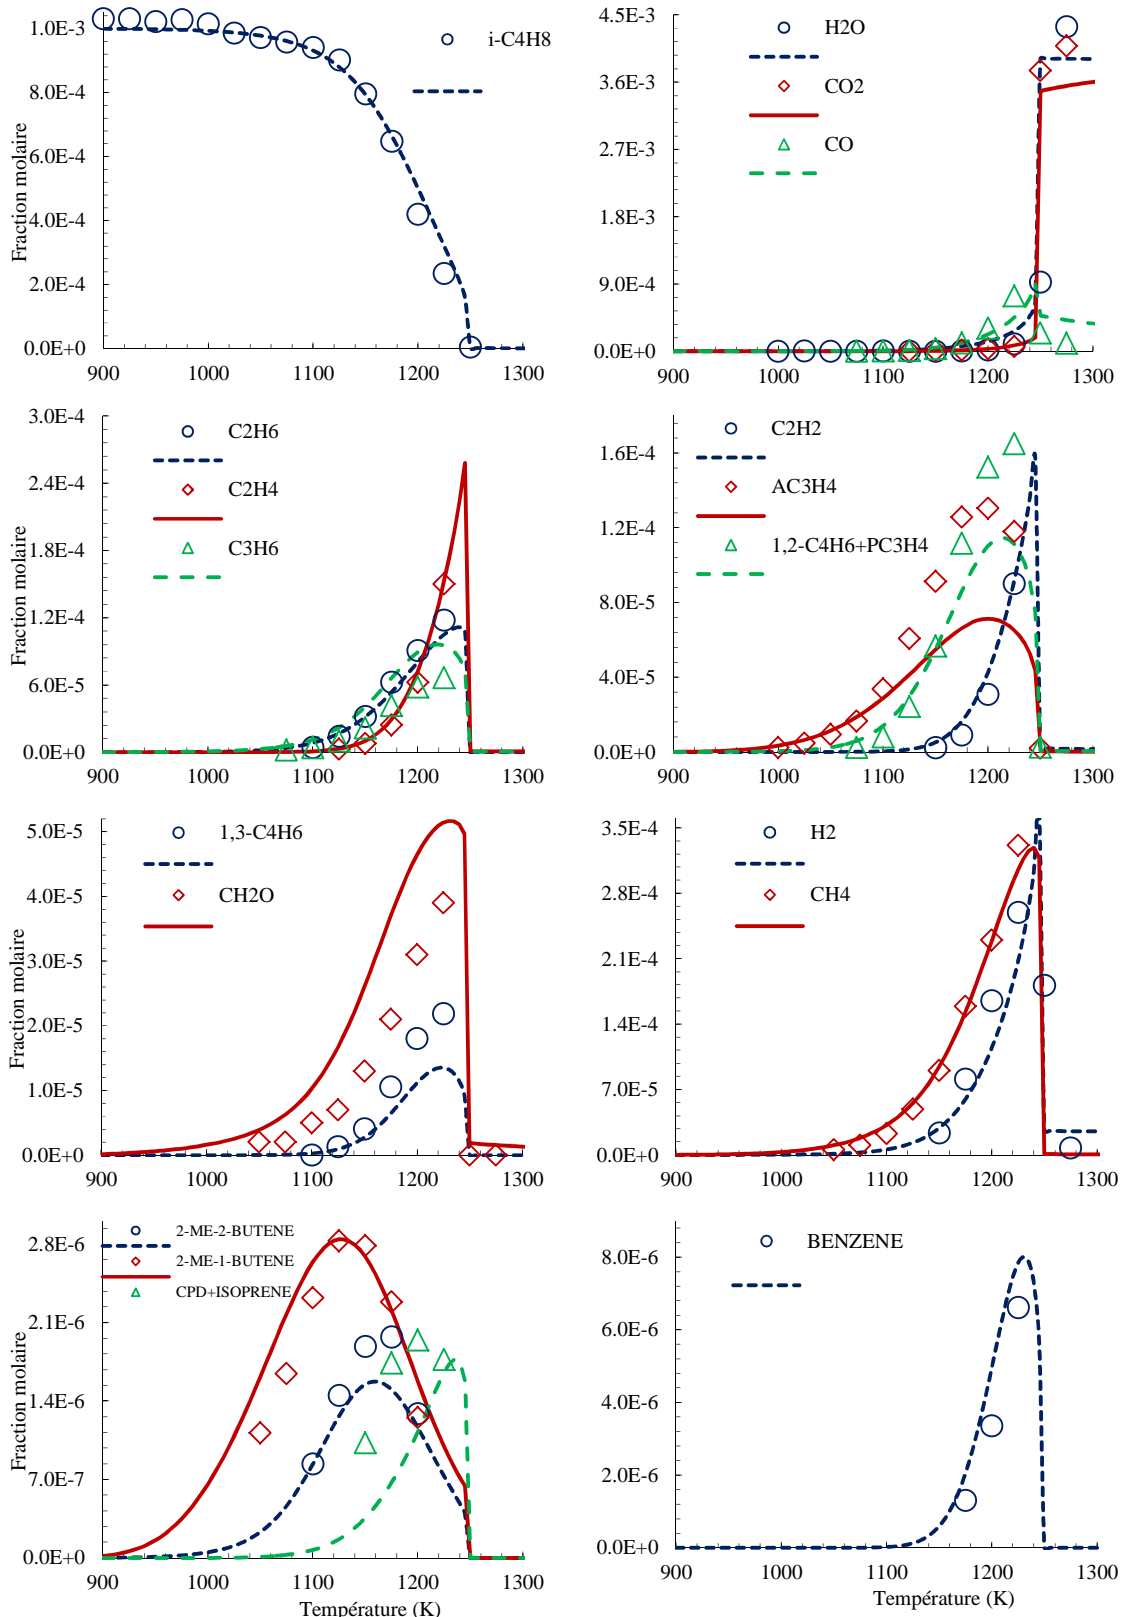 1.0E-3
8.0E-4
6.0E-4
4.0E-4
2.0E-4
0.0E+0
900
1000
1100
1200
1300
Fraction molaire
i-C4H8
4.5E-3
3.6E-3
2.7E-3
1.8E-3
9.0E-4
0.0E+0
900
1000
1100
1200
1300
H2O
CO2
CO
3.0E-4
2.4E-4
1.8E-4
1.2E-4
6.0E-5
0.0E+0
900
1000
1100
1200
1300
Fraction molaire
C2H6
C2H4
C3H6
1.6E-4
1.2E-4
8.0E-5
4.0E-5
0.0E+0
900
1000
1100
1200
1300
C2H2
AC3H4
1,2-C4H6+PC3H4
5.0E-5
4.0E-5
3.0E-5
2.0E-5
1.0E-5
0.0E+0
900
1000
1100
1200
1300
Fraction molaire
1,3-C4H6
CH2O
3.5E-4
2.8E-4
2.1E-4
1.4E-4
7.0E-5
0.0E+0
900
1000
1100
1200
1300
H2
CH4
2.8E-6
2.1E-6
1.4E-6
7.0E-7
0.0E+0
900
1000
1100
1200
1300
Fraction molaire
Température (K)
2-ME-2-BUTENE
2-ME-1-BUTENE
CPD+ISOPRENE
8.0E-6
6.0E-6
4.0E-6
2.0E-6
0.0E+0
900
1000
1100
1200
1300
Température (K)
BENZENE